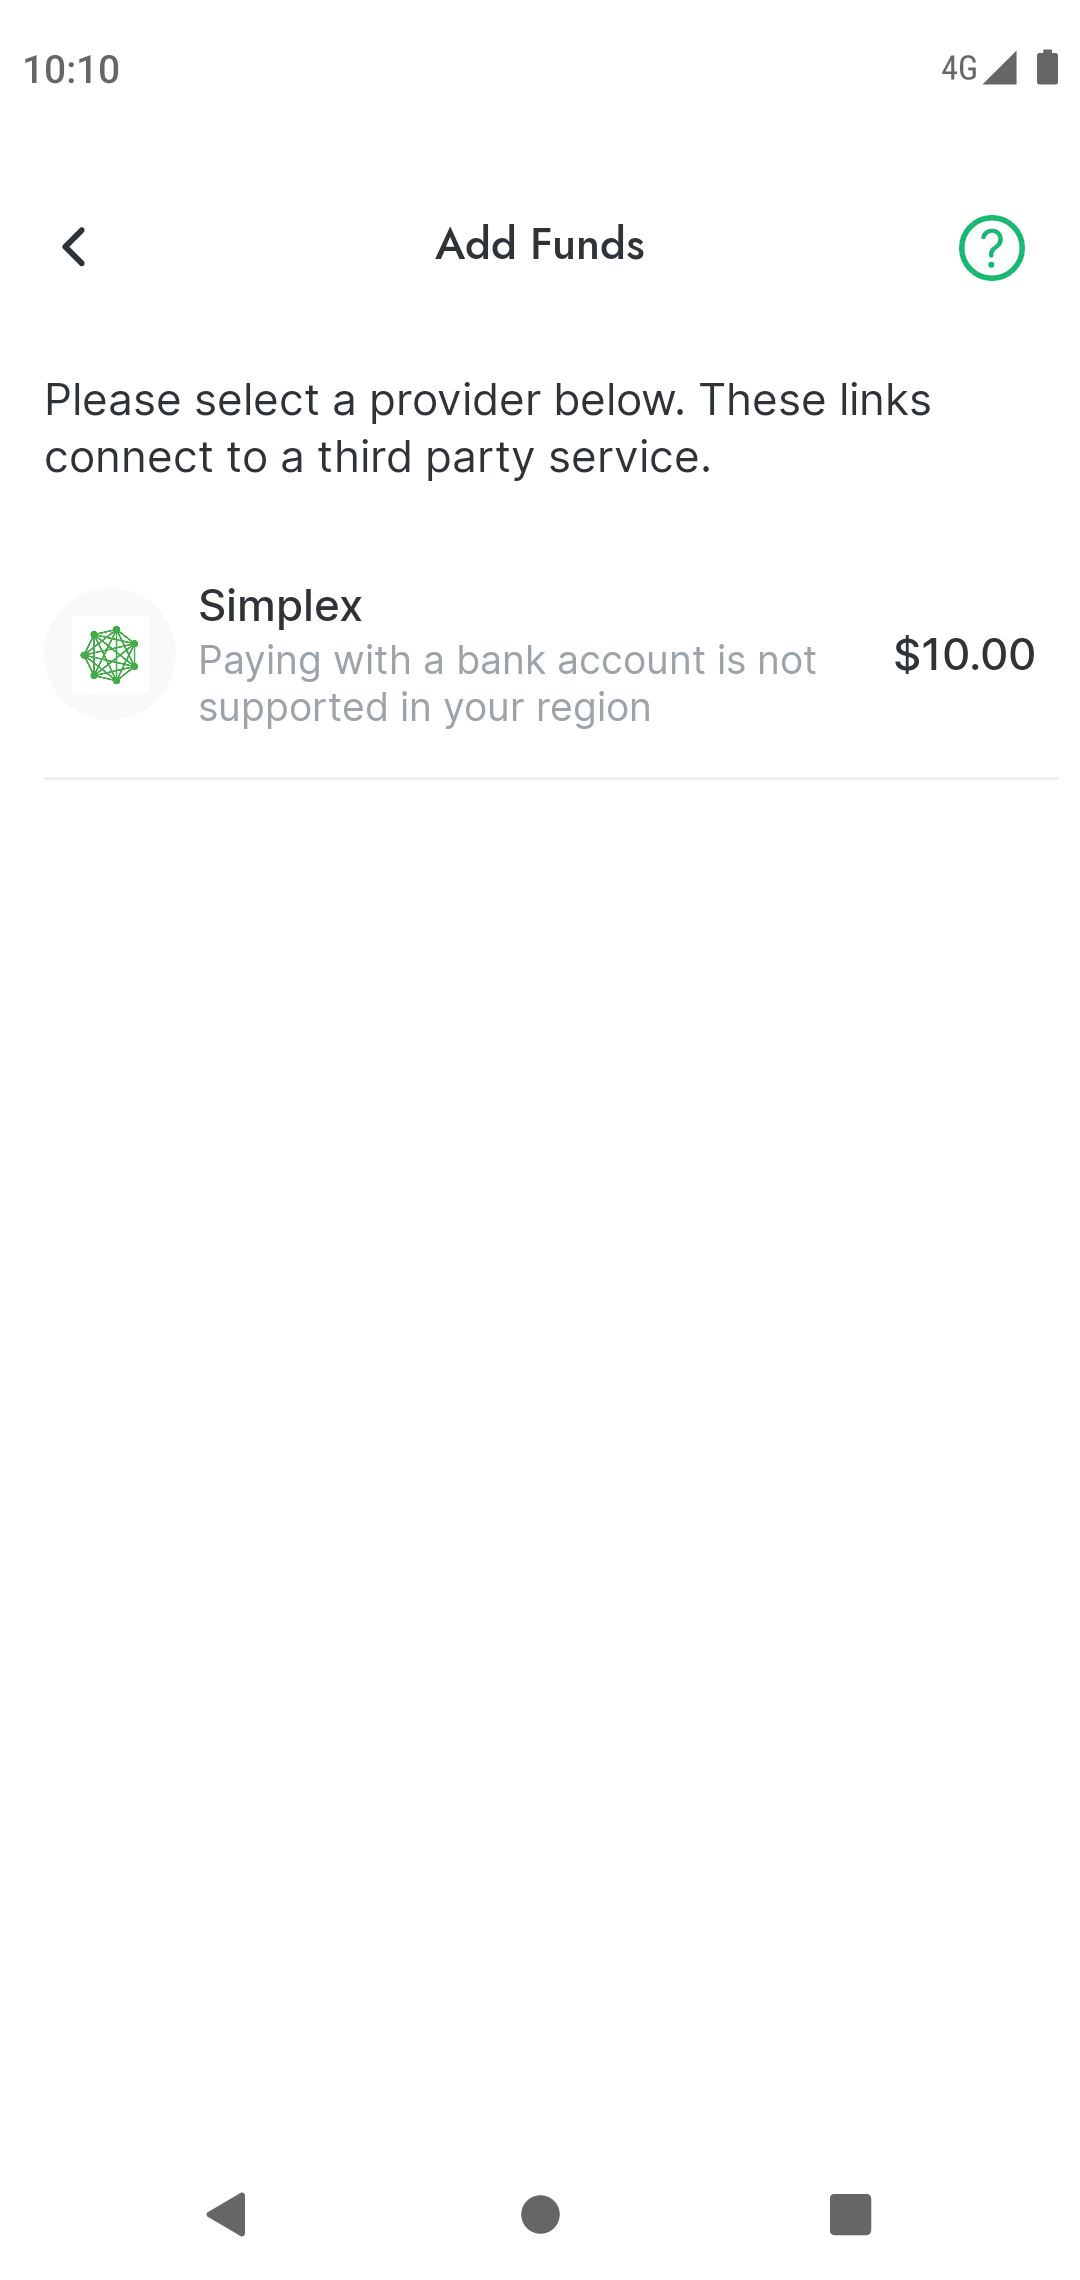 10:10
4G
Add Funds
Please select a provider below. These links
connect to a third party service.
Simplex
Paying with a bank account is not
supported in your region
$10.00